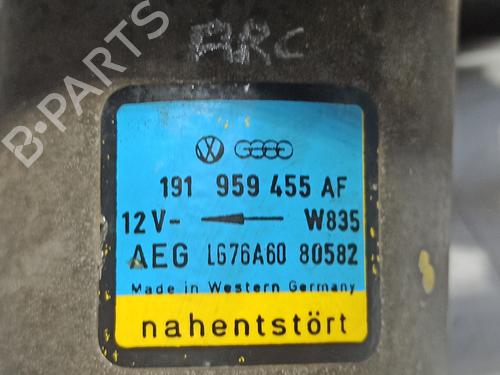 ARC
B-PARTS
191 959 455 AF
12V- W835
AEG LG76A60 80582
Made in Western Germany
nahentstört